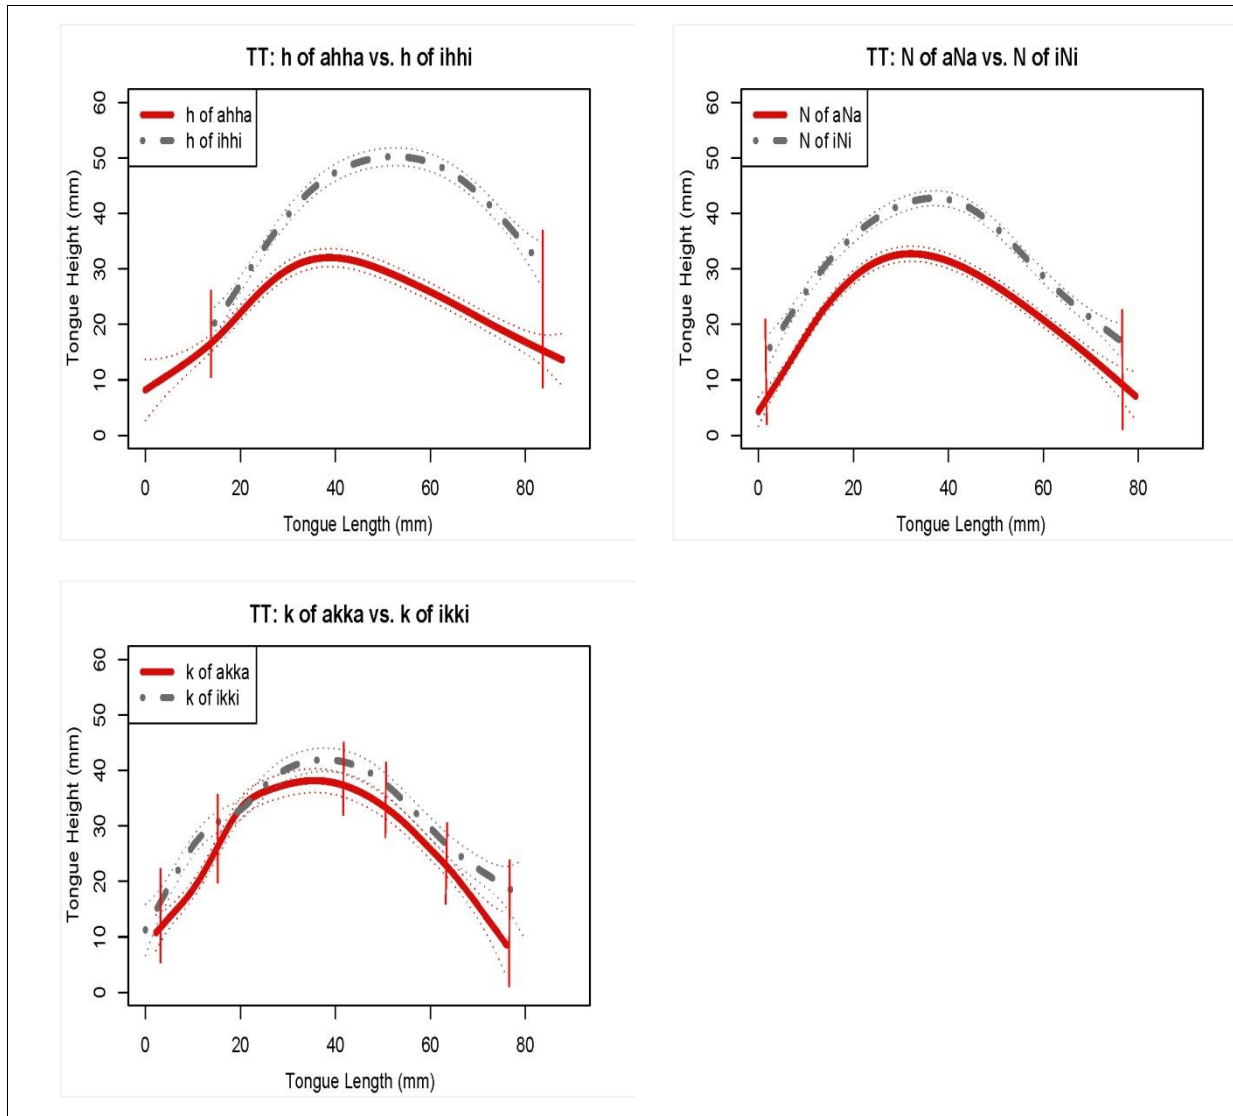 TT: h of ahha vs. h of ihhi
h of ahha
h of ihhi
Tongue Height (mm)
60
50
40
30
20
10
0
0 20 40 60 80
Tongue Length (mm)
TT: N of aNa vs. N of iNi
N of aNa
N of iNi
Tongue Height (mm)
60
50
40
30
20
10
0
0 20 40 60 80
Tongue Length (mm)
TT: k of akka vs. k of ikki
k of akka
k of ikki
Tongue Height (mm)
60
50
40
30
20
10
0
0 20 40 60 80
Tongue Length (mm)